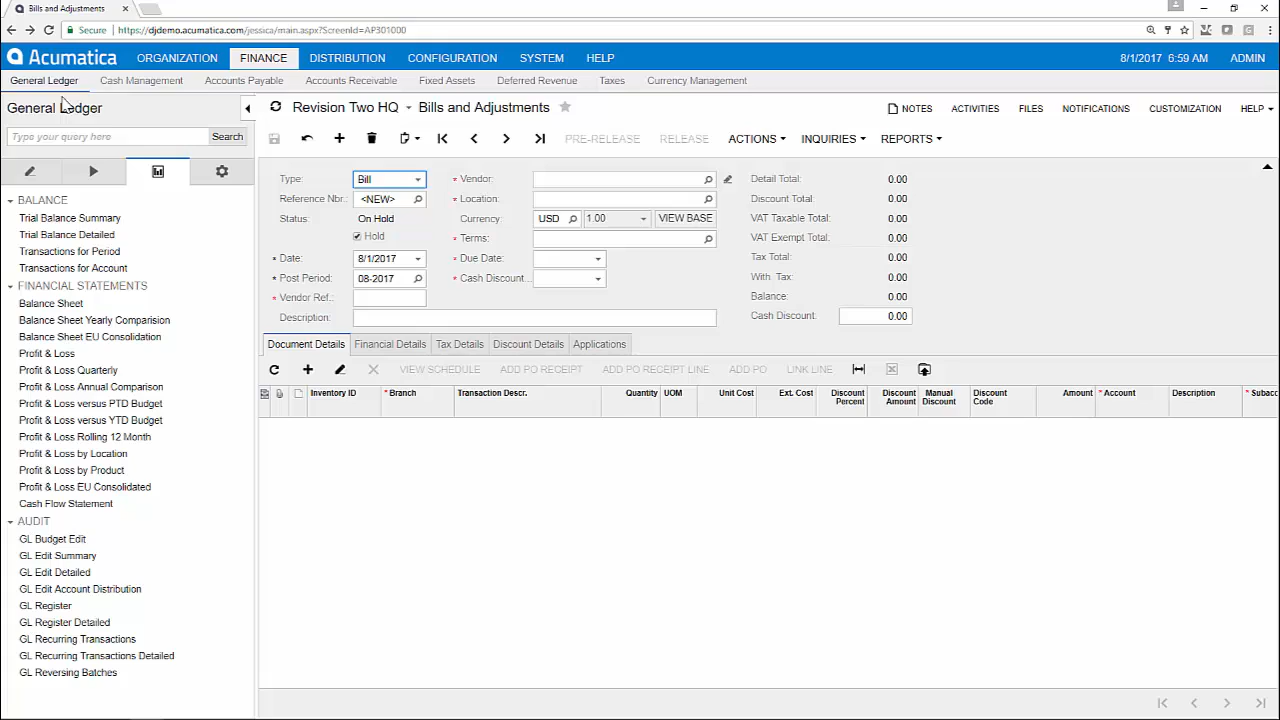 Bills and Adjustments
Secure https://djdemo.acumatica.com/jessica/main.aspx?ScreenId=AP301000
Acumatica ORGANIZATION FINANCE DISTRIBUTION CONFIGURATION SYSTEM HELP 8/1/2017 6:59 AM ADMIN
General Ledger Cash Management Accounts Payable Accounts Receivable Fixed Assets Deferred Revenue Taxes Currency Management
General Ledger Revision Two HQ Bills and Adjustments NOTES ACTIVITIES FILES NOTIFICATIONS CUSTOMIZATION HELP
Type your query here Search
PRE-RELEASE RELEASE ACTIONS INQUIRIES REPORTS
BALANCE
Trial Balance Summary
Trial Balance Detailed
Transactions for Period
Transactions for Account
FINANCIAL STATEMENTS
Balance Sheet
Balance Sheet Yearly Comparision
Balance Sheet EU Consolidation
Profit & Loss
Profit & Loss Quarterly
Profit & Loss Annual Comparison
Profit & Loss versus PTD Budget
Profit & Loss versus YTD Budget
Profit & Loss Rolling 12 Month
Profit & Loss by Location
Profit & Loss by Product
Profit & Loss EU Consolidated
Cash Flow Statement
AUDIT
GL Budget Edit
GL Edit Summary
GL Edit Detailed
GL Edit Account Distribution
GL Register
GL Register Detailed
GL Recurring Transactions
GL Recurring Transactions Detailed
GL Reversing Batches
Type: Bill * Vendor: Detail Total: 0.00
Reference Nbr.: <NEW> * Location: Discount Total: 0.00
Status: On Hold Currency: USD 1.00 VIEW BASE VAT Taxable Total: 0.00
Hold * Terms: VAT Exempt Total: 0.00
* Date: 8/1/2017 * Due Date: Tax Total: 0.00
* Post Period: 08-2017 * Cash Discount... With. Tax: 0.00
* Vendor Ref.: Balance: 0.00
Description: Cash Discount: 0.00
Document Details Financial Details Tax Details Discount Details Applications
VIEW SCHEDULE ADD PO RECEIPT ADD PO RECEIPT LINE ADD PO LINK LINE
Inventory ID * Branch Transaction Descr. Quantity UOM Unit Cost Ext. Cost Discount Percent Discount Amount Manual Discount Discount Code Amount * Account Description * Subacc